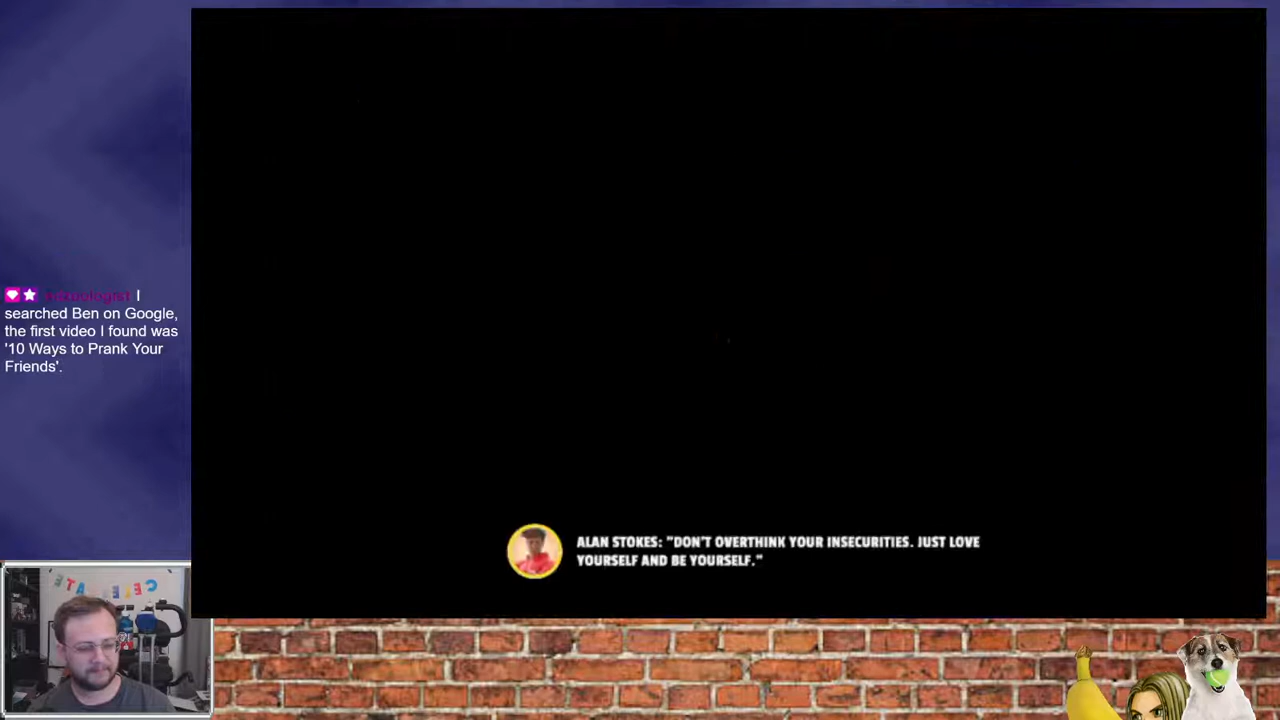 I
searched Ben on Google,
the first video I found was
'10 Ways to Prank Your
Friends'.
ALAN STOKES: "DON'T OVERTHINK YOUR INSECURITIES. JUST LOVE
YOURSELF AND BE YOURSELF."